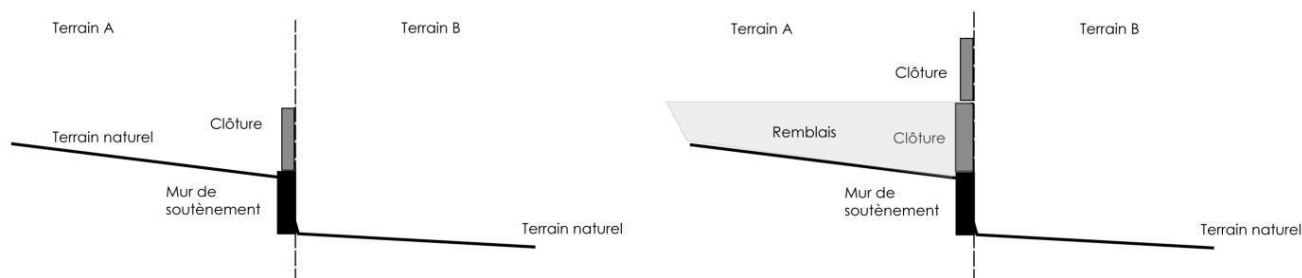 Terrain A
Terrain B
Clôture
Terrain naturel
Mur de
soutènement
Terrain naturel
Terrain A
Terrain B
Clôture
Remblais
Clôture
Mur de
soutènement
Terrain naturel